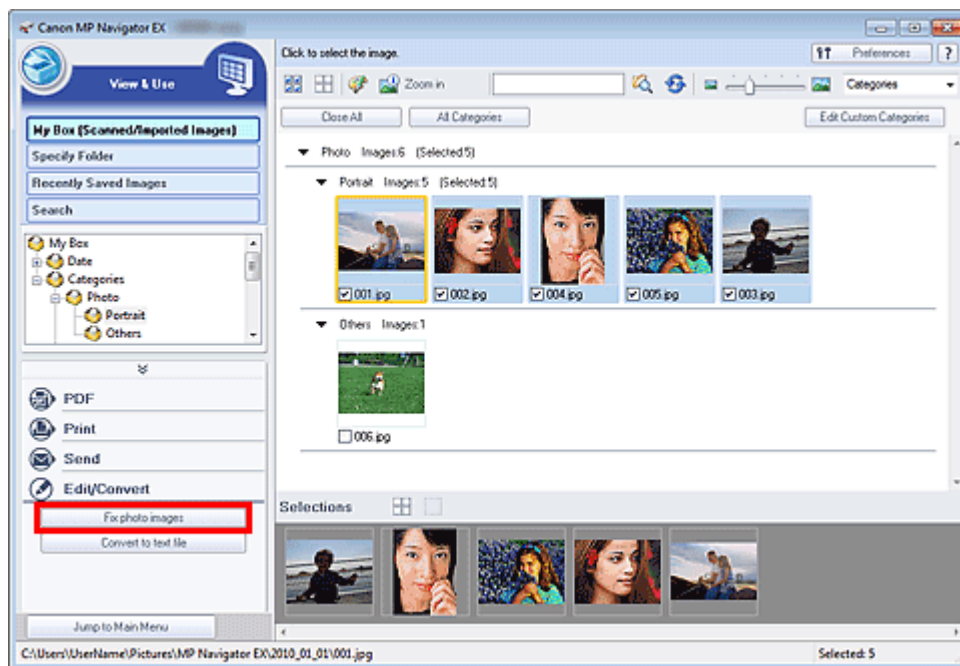 Canon MP Navigator EX
View & Use
Click to select the image.
Preferences
?
Zoom in
Categories
My Box (Scanned/Imported Images)
Specify Folder
Recently Saved Images
Search
Close All
All Categories
Edit Custom Categories
My Box
Date
Categories
Photo
Portrait
Others
Photo Images:6 (Selected:5)
Portrait Images:5 (Selected:5)
001.jpg
002.jpg
004.jpg
005.jpg
003.jpg
Others Images:1
006.jpg
PDF
Print
Send
Edit/Convert
Fix photo images
Convert to text file
Jump to Main Menu
Selections
C:\Users\UserName\Pictures\MP Navigator EX\2010_01_01\001.jpg
Selected: 5